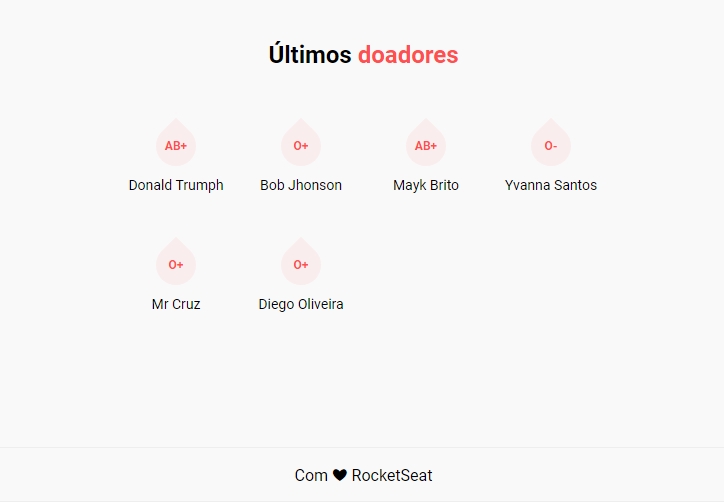 Últimos doadores
AB+ O+ AB+ O-
Donald Trumph Bob Jhonson Mayk Brito Yvanna Santos
O+ O+
Mr Cruz Diego Oliveira
Com ♥ RocketSeat